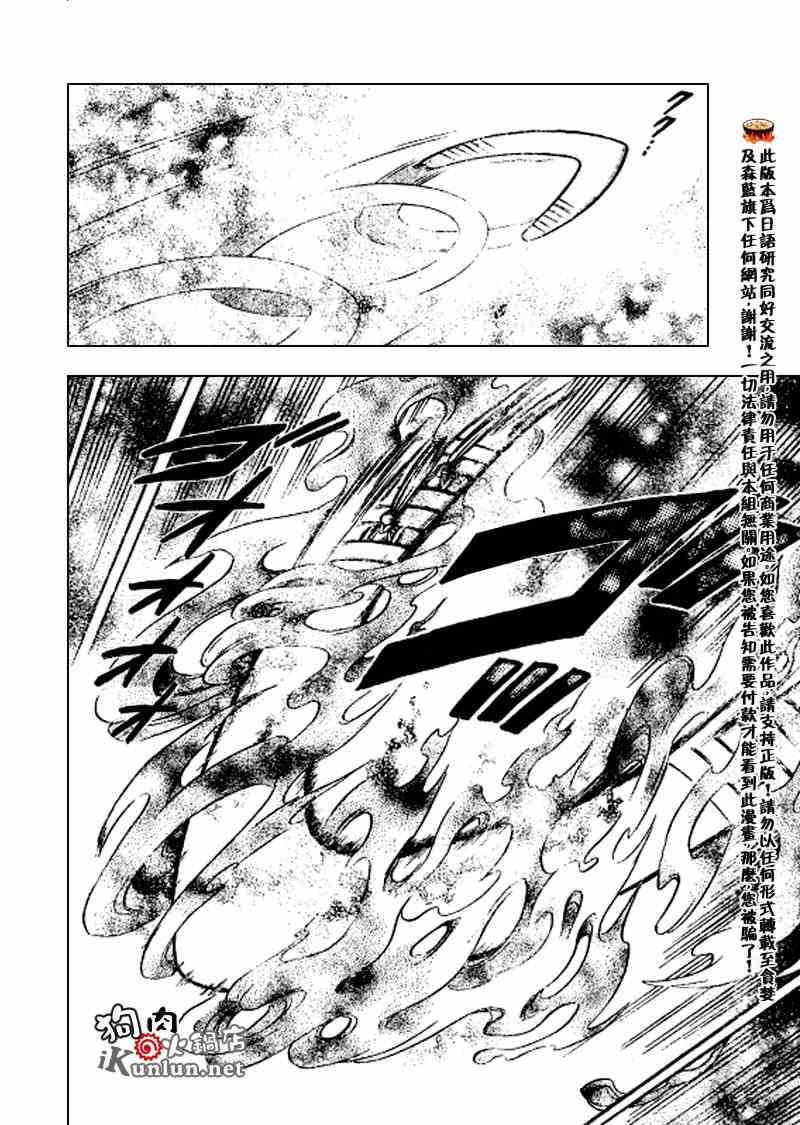 クク…
ゴオオオオ…
ゴゴ…
此版本爲日語研究同好交流之用。請勿用于任何商業用途。如您喜歡此作品,請支持正版!請勿以任何形式轉載至貪婪
及森藍旗下任何網站,謝謝!一切法律責任與本組無關。如果您被告知需要付款才能看到此漫畫,那麽,您被騙了!
狗肉
火鍋店
iKunlun.net